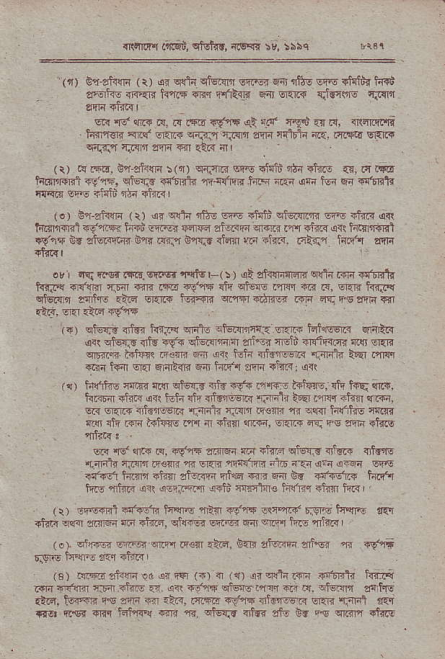 বাংলাদেশ গেজেট, অতিরিক্ত, নভেম্বর ১৮, ১৯৯৭ ৮২৪৭
(গ) উপ-প্রবিধান (২) এর অধীন অভিযোগ তদন্তের জন্য গঠিত তদন্ত কমিটির নিকট
প্রস্তাবিত ব্যবস্থার বিপক্ষে কারণ দর্শাইবার জন্য তাহাকে যুক্তিসংগত সুযোগ
প্রদান করিবে।
তবে শর্ত থাকে যে, যে ক্ষেত্রে কর্তৃপক্ষ এই মর্মে সন্তুষ্ট হয় যে, বাংলাদেশের
নিরাপত্তার স্বার্থে তাহাকে অনুরূপ সুযোগ প্রদান সমীচীন নহে, সেক্ষেত্রে তাহাকে
অনুরূপ সুযোগ প্রদান করা হইবে না।
(২) যে ক্ষেত্রে, উপ-প্রবিধান ১(গ) অনুসারে তদন্ত কমিটি গঠন করিতে হয়, সে ক্ষেত্রে
নিয়োগকারী কর্তৃপক্ষ, অভিযুক্ত কর্মচারীর পদ-মর্যাদার নিম্নে নহেন এমন তিন জন কর্মচারীর
সমন্বয়ে তদন্ত কমিটি গঠন করিবে।
(৩) উপ-প্রবিধান (২) এর অধীন গঠিত তদন্ত কমিটি অভিযোগের তদন্ত করিবে এবং
নিয়োগকারী কর্তৃপক্ষের নিকট তদন্তের ফলাফল প্রতিবেদন আকারে পেশ করিবে এবং নিয়োগকারী
কর্তৃপক্ষ উক্ত প্রতিবেদনের উপর যেরূপ উপযুক্ত বলিয়া মনে করিবে, সেইরূপ নির্দেশ প্রদান
করিবে।
৩৮। লঘু দণ্ডের ক্ষেত্রে তদন্তের পদ্ধতি।—(১) এই প্রবিধানমালার অধীন কোন কর্মচারীর
বিরুদ্ধে কার্যধারা সূচনা করার ক্ষেত্রে কর্তৃপক্ষ যদি অভিমত পোষণ করে যে, তাহার বিরুদ্ধে
অভিযোগ প্রমাণিত হইলে তাহাকে তিরস্কার অপেক্ষা কঠোরতর কোন লঘু দণ্ড প্রদান করা
হইবে, তাহা হইলে কর্তৃপক্ষ
(ক) অভিযুক্ত ব্যক্তির বিরুদ্ধে আনীত অভিযোগসমূহ তাহাকে লিখিতভাবে জানাইবে
এবং অভিযুক্ত ব্যক্তি কর্তৃক অভিযোগনামা প্রাপ্তির সাতটি কার্যদিবসের মধ্যে তাহার
আচরণের কৈফিয়ৎ দেওয়ার জন্য এবং তিনি ব্যক্তিগতভাবে শুনানীর ইচ্ছা পোষণ
করেন কিনা তাহা জানাইবার জন্য নির্দেশ প্রদান করিবে; এবং
(খ) নির্ধারিত সময়ের মধ্যে অভিযুক্ত ব্যক্তি কর্তৃক পেশকৃত কৈফিয়ত, যদি কিছু থাকে,
বিবেচনা করিবে এবং তিনি যদি ব্যক্তিগতভাবে শুনানীর ইচ্ছা পোষণ করিয়া থাকেন,
তবে তাহাকে ব্যক্তিগতভাবে শুনানীর সুযোগ দেওয়ার পর অথবা নির্ধারিত সময়ের
মধ্যে যদি কোন কৈফিয়ত পেশ না করিয়া থাকেন, তাহাকে লঘু দণ্ড প্রদান করিতে
পারিবে ঃ
তবে শর্ত থাকে যে, কর্তৃপক্ষ প্রয়োজন মনে করিলে অভিযুক্ত ব্যক্তিকে ব্যক্তিগত
শুনানীর সুযোগ দেওয়ার পর তাহার পদমর্যাদার নীচে নহেন এমন একজন তদন্ত
কর্মকর্তা নিয়োগ করিয়া প্রতিবেদন দাখিল করার জন্য উক্ত কর্মকর্তাকে নির্দেশ
দিতে পারিবে এবং এতদুদ্দেশ্যে একটি সময়সীমাও নির্ধারণ করিয়া দিবে।
(২) তদন্তকারী কর্মকর্তার সিদ্ধান্ত পাইয়া কর্তৃপক্ষ তৎসম্পর্কে চূড়ান্ত সিদ্ধান্ত গ্রহণ
করিবে অথবা প্রয়োজন মনে করিলে, অধিকতর তদন্তের জন্য আদেশ দিতে পারিবে।
(৩) অধিকতর তদন্তের আদেশ দেওয়া হইলে, উহার প্রতিবেদন প্রাপ্তির পর কর্তৃপক্ষ
চূড়ান্ত সিদ্ধান্ত গ্রহণ করিবে।
(৪) যেক্ষেত্রে প্রবিধান ৩৫ এর দফা (ক) বা (খ) এর অধীন কোন কর্মচারীর বিরুদ্ধে
কোন কার্যধারা সূচনা করিতে হয়, এবং কর্তৃপক্ষ অভিমত পোষণ করে যে, অভিযোগ প্রমাণিত
হইলে, তিরস্কার দণ্ড প্রদান করা হইবে, সেক্ষেত্রে কর্তৃপক্ষ ব্যক্তিগতভাবে তাহার শুনানী গ্রহণ
করতঃ দণ্ডের কারণ লিপিবদ্ধ করার পর, অভিযুক্ত ব্যক্তির প্রতি উক্ত দণ্ড আরোপ করিতে